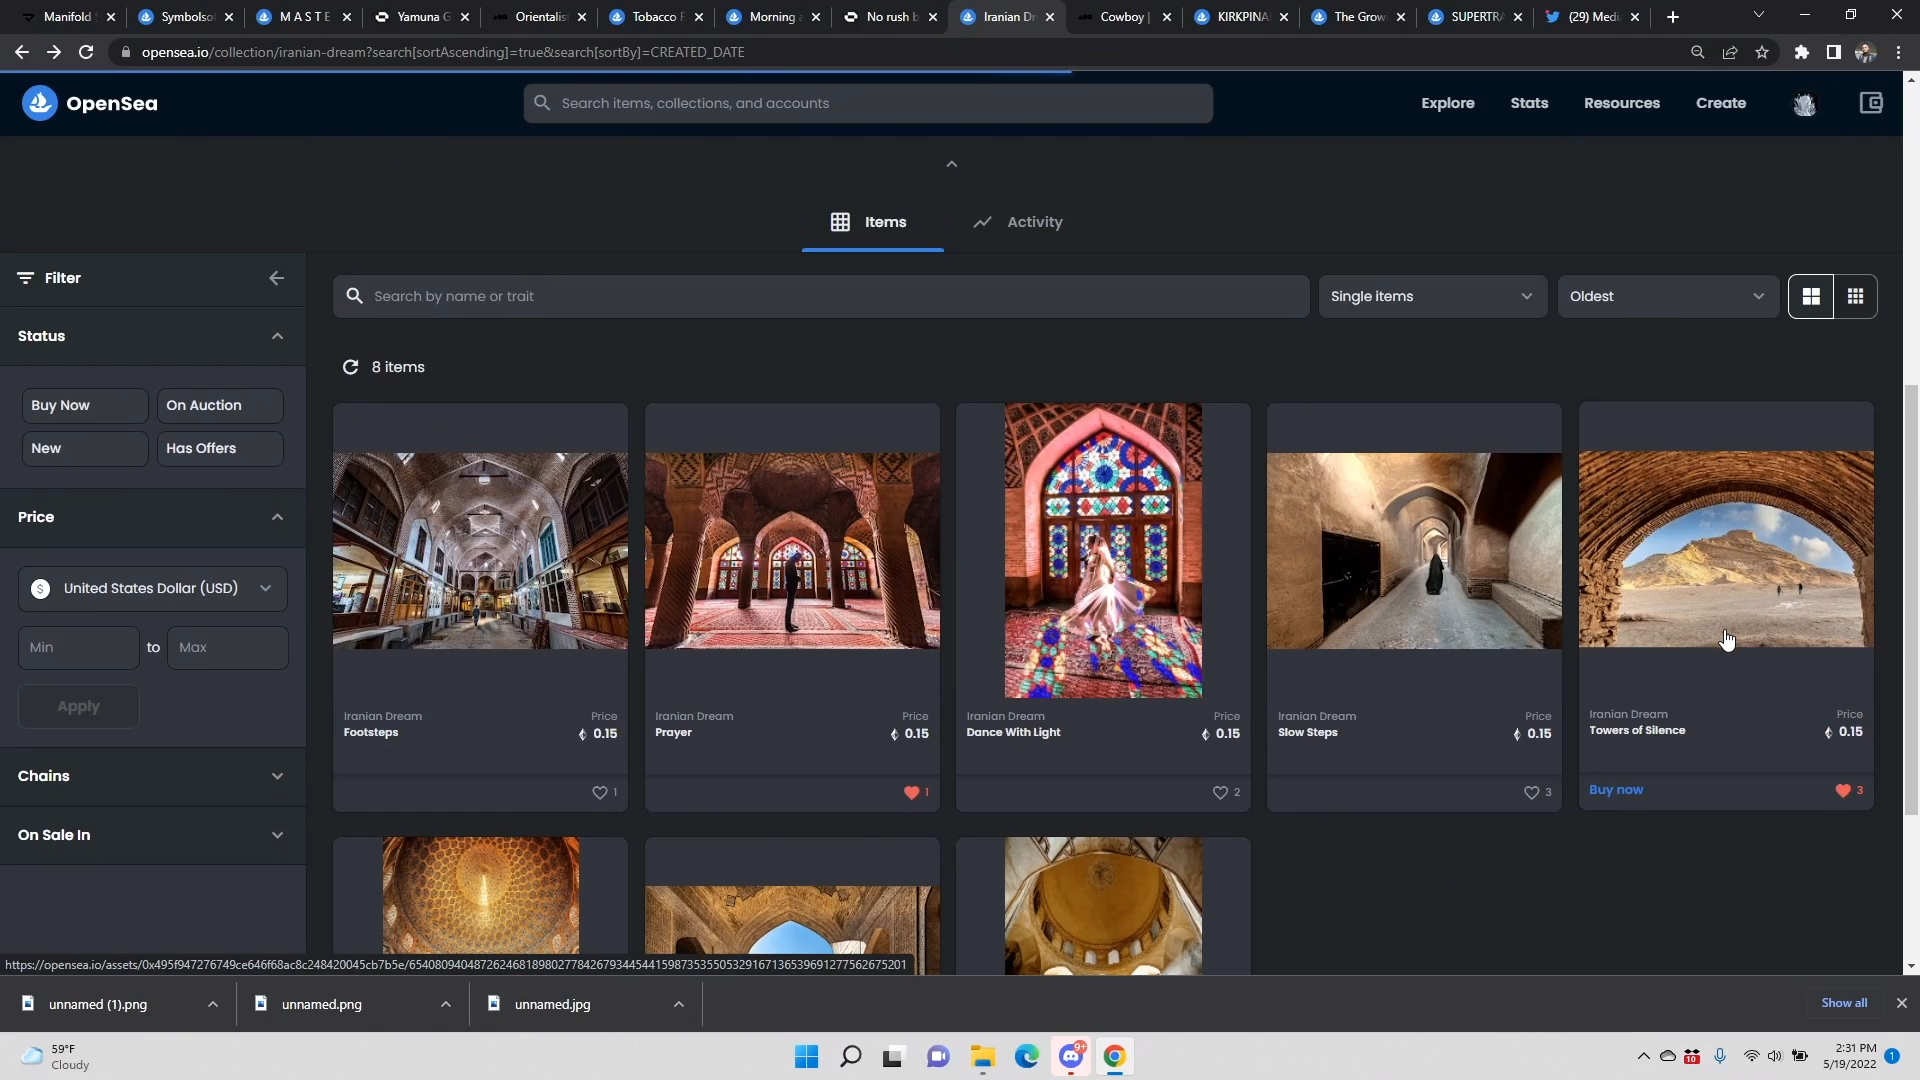 Manifold S
Symbolsof
M A S T E
Yamuna G
Orientalis
Tobacco F
Morning a
No rush b
Iranian Dr
Cowboy |
KIRKPINA
The Grow
SUPERTRA
(29) Medi
opensea.io/collection/iranian-dream?search[sortAscending]=true&search[sortBy]=CREATED_DATE
OpenSea
Search items, collections, and accounts
Explore
Stats
Resources
Create
Items
Activity
Filter
Search by name or trait
Single items
Oldest
Status
8 items
Buy Now
On Auction
New
Has Offers
Price
$ United States Dollar (USD)
Min to Max
Apply
Chains
On Sale In
Iranian Dream
Footsteps
Price
0.15
1
Iranian Dream
Prayer
Price
0.15
1
Iranian Dream
Dance With Light
Price
0.15
2
Iranian Dream
Slow Steps
Price
0.15
3
Iranian Dream
Towers of Silence
Price
0.15
Buy now
3
https://opensea.io/assets/0x495f947276749ce646f68ac8c248420045cb7b5e/65408094048726246818980277842679344544159873535505329167136539691277562675201
unnamed (1).png
unnamed.png
unnamed.jpg
Show all
59°F
Cloudy
9+
10
2:31 PM
5/19/2022
1